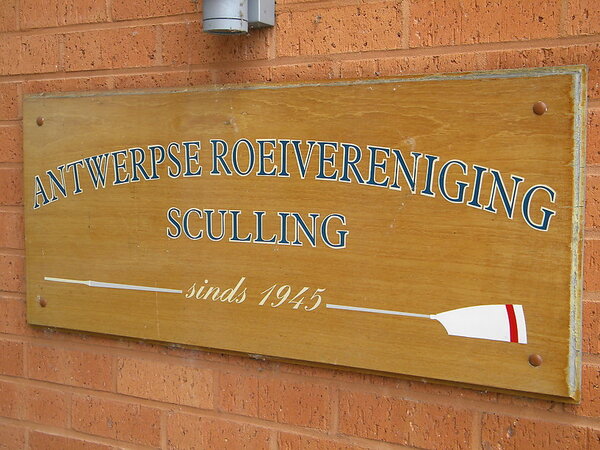 ANTWERPSE ROEIVERENIGING
SCULLING
sinds 1945